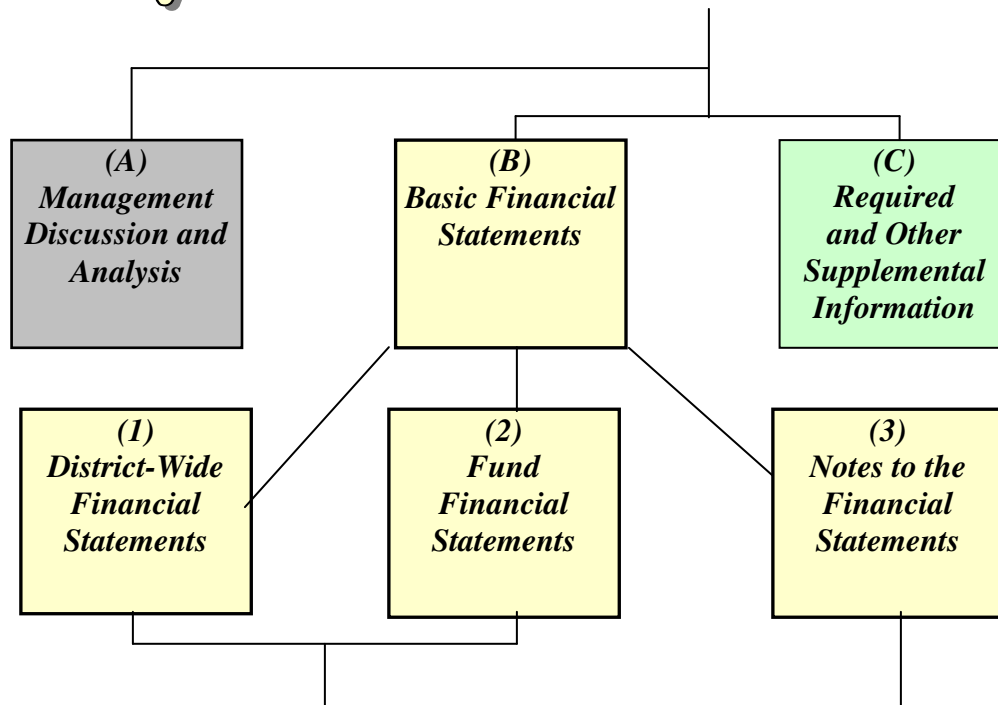 (A)
Management
Discussion and
Analysis
(B)
Basic Financial
Statements
(C)
Required
and Other
Supplemental
Information
(1)
District-Wide
Financial
Statements
(2)
Fund
Financial
Statements
(3)
Notes to the
Financial
Statements